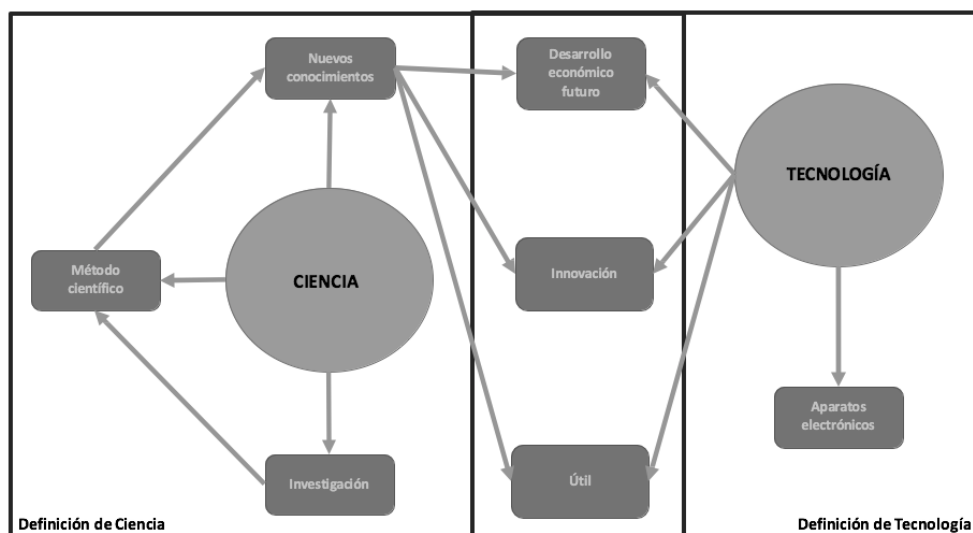 Nuevos
conocimientos
Desarrollo
económico
futuro
TECNOLOGÍA
Método
científico
CIENCIA
Innovación
Aparatos
electrónicos
Investigación
Útil
Definición de Ciencia
Definición de Tecnología